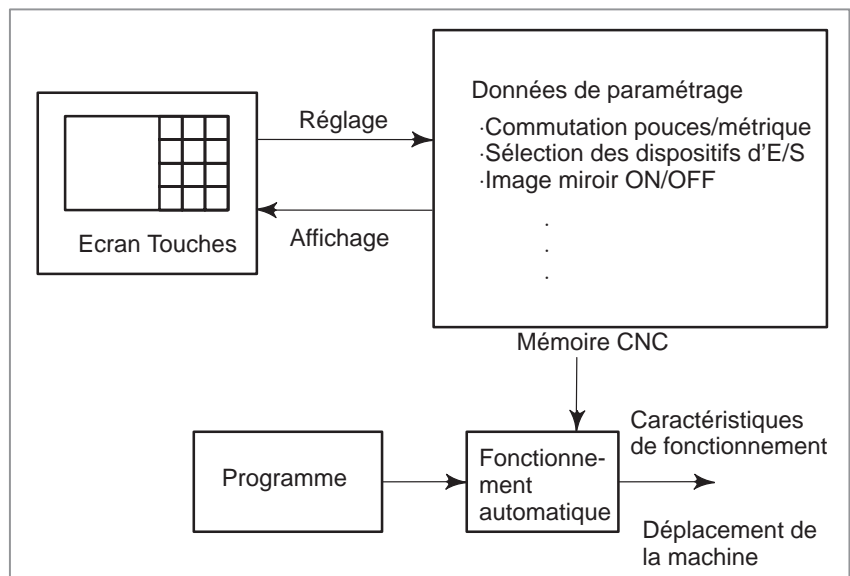 Données de paramétrage
·Commutation pouces/métrique
·Sélection des dispositifs d'E/S
·Image miroir ON/OFF
.
.
.
Réglage
Affichage
Ecran Touches
Mémoire CNC
Programme
Fonctionne-
ment
automatique
Caractéristiques
de fonctionnement
Déplacement de
la machine